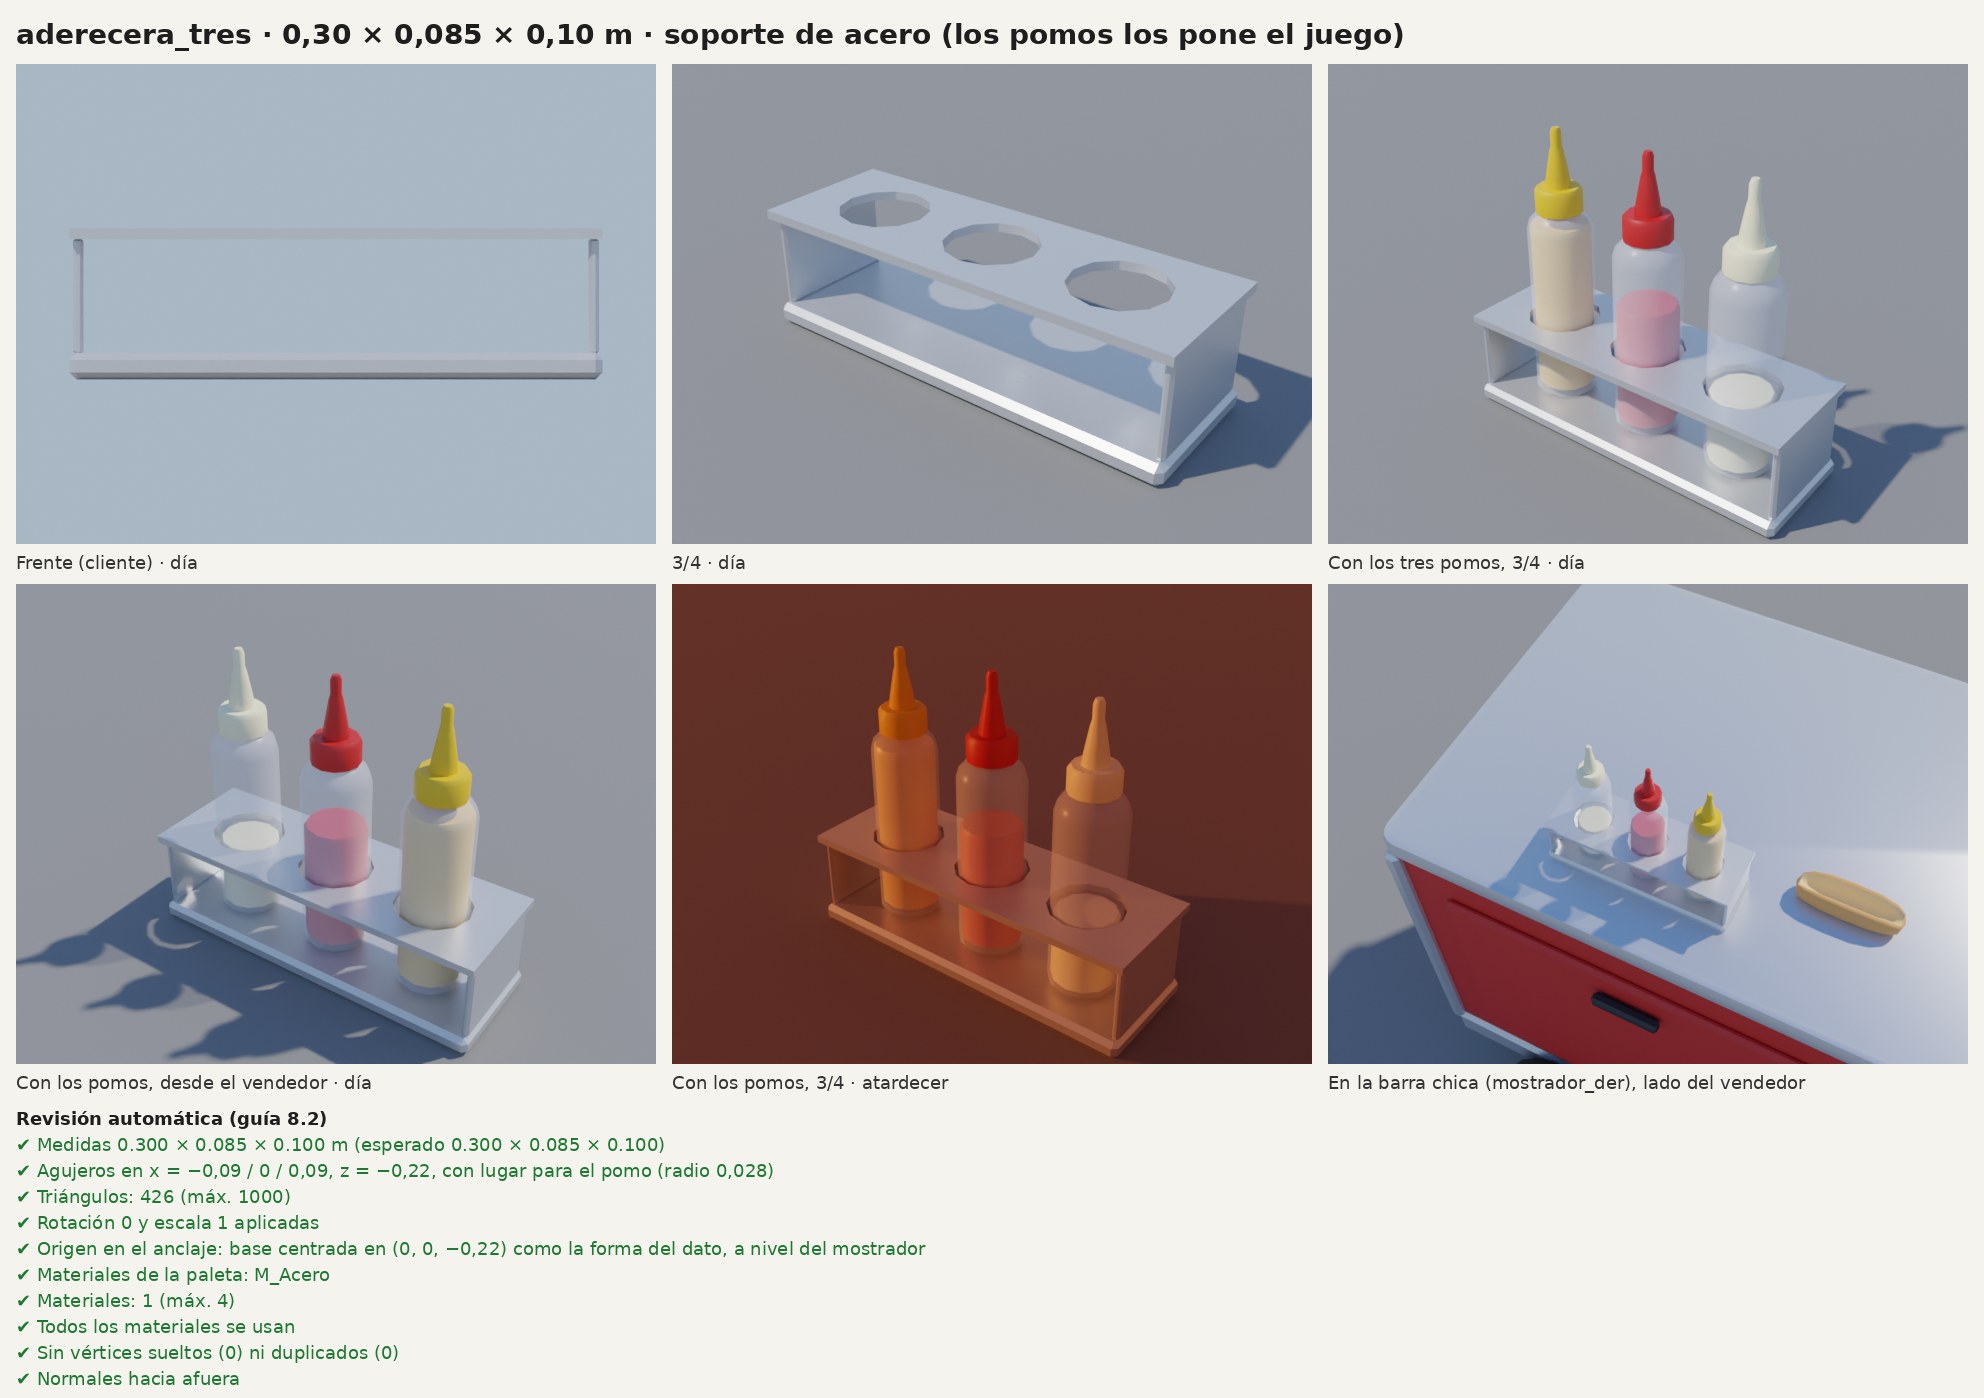 aderecera_tres · 0,30 × 0,085 × 0,10 m · soporte de acero (los pomos los pone el juego)
Frente (cliente) · día
3/4 · día
Con los tres pomos, 3/4 · día
Con los pomos, desde el vendedor · día
Con los pomos, 3/4 · atardecer
En la barra chica (mostrador_der), lado del vendedor
Revisión automática (guía 8.2)
✔ Medidas 0.300 × 0.085 × 0.100 m (esperado 0.300 × 0.085 × 0.100)
✔ Agujeros en x = −0,09 / 0 / 0,09, z = −0,22, con lugar para el pomo (radio 0,028)
✔ Triángulos: 426 (máx. 1000)
✔ Rotación 0 y escala 1 aplicadas
✔ Origen en el anclaje: base centrada en (0, 0, −0,22) como la forma del dato, a nivel del mostrador
✔ Materiales de la paleta: M_Acero
✔ Materiales: 1 (máx. 4)
✔ Todos los materiales se usan
✔ Sin vértices sueltos (0) ni duplicados (0)
✔ Normales hacia afuera